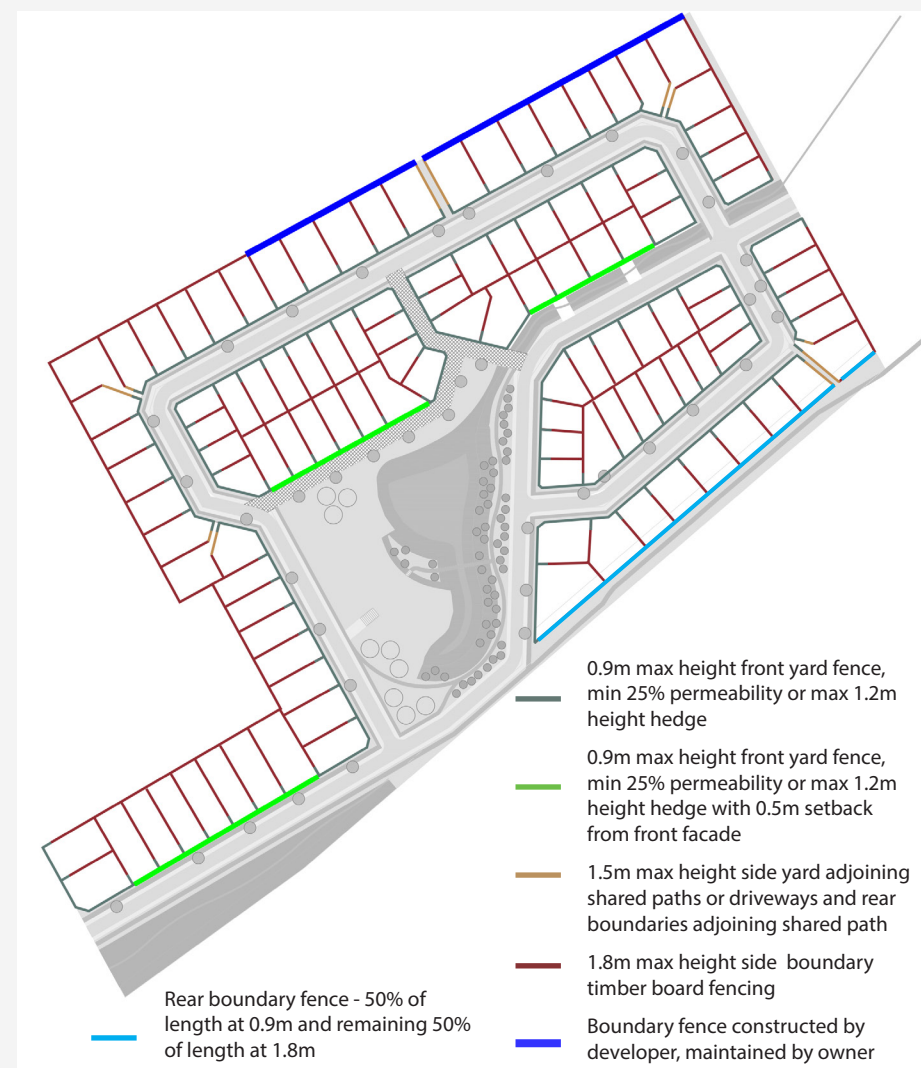 0.9m max height front yard fence,
min 25% permeability or max 1.2m
height hedge
0.9m max height front yard fence,
min 25% permeability or max 1.2m
height hedge with 0.5m setback
from front facade
1.5m max height side yard adjoining
shared paths or driveways and rear
boundaries adjoining shared path
1.8m max height side boundary
timber board fencing
Boundary fence constructed by
developer, maintained by owner
Rear boundary fence - 50% of
length at 0.9m and remaining 50%
of length at 1.8m